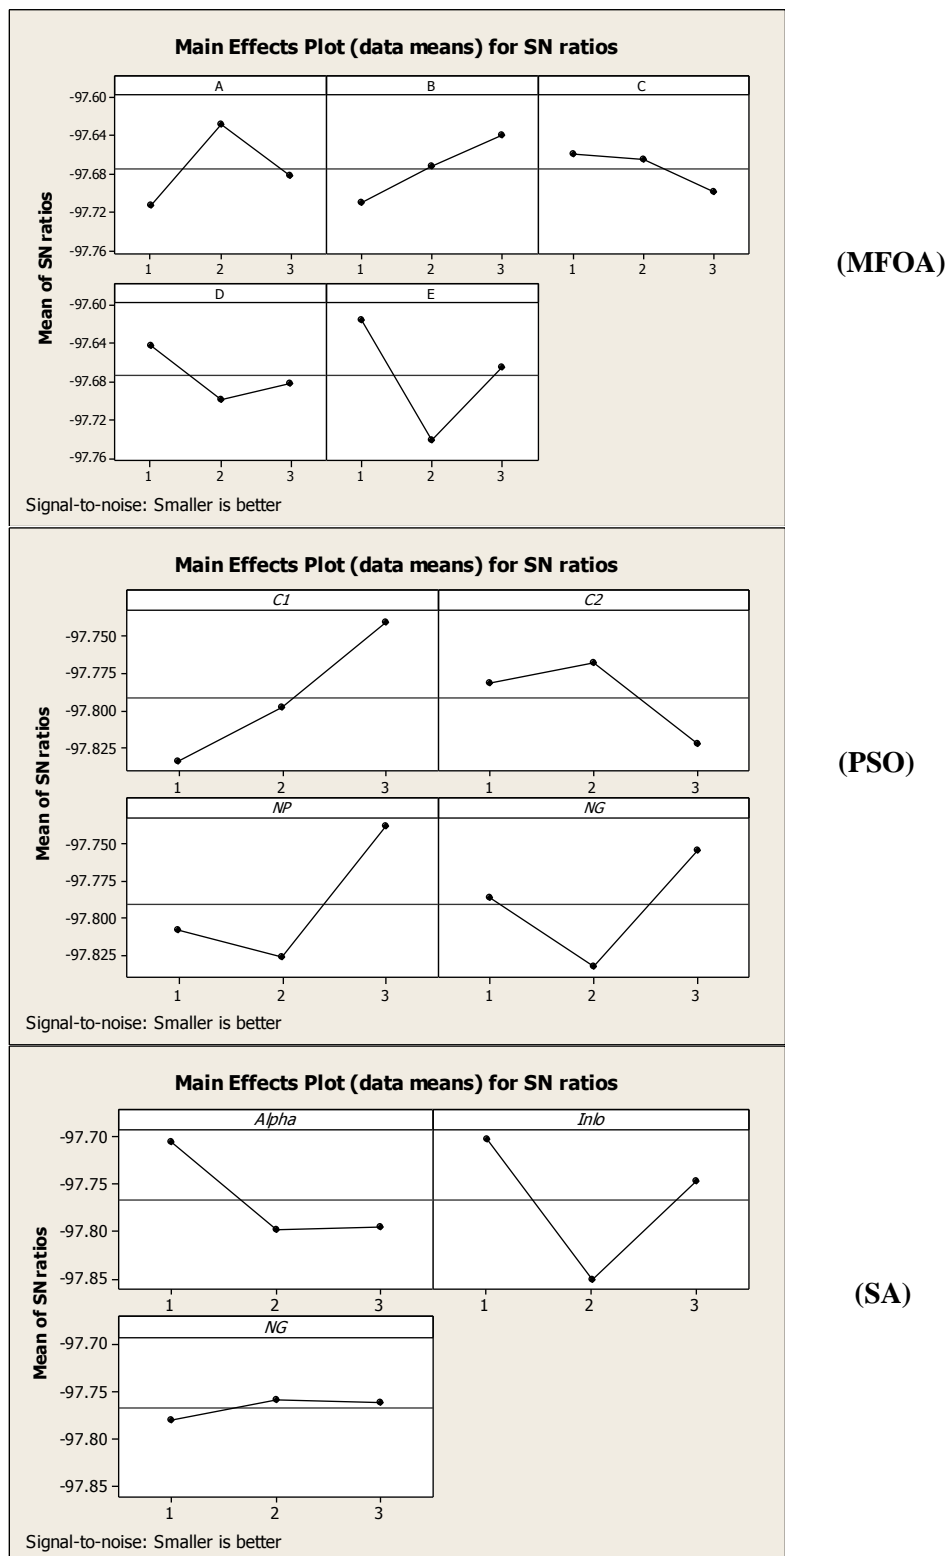 Main Effects Plot (data means) for SN ratios
A B C
-97.60
-97.64
-97.68
-97.72
-97.76
1 2 3
D E
-97.60
-97.64
-97.68
-97.72
-97.76
1 2 3 1 2 3
Mean of SN ratios
Signal-to-noise: Smaller is better
(MFOA)
Main Effects Plot (data means) for SN ratios
C1 C2
-97.750
-97.775
-97.800
-97.825
1 2 3 1 2 3
NP NG
-97.750
-97.775
-97.800
-97.825
1 2 3 1 2 3
Mean of SN ratios
Mean of SN ratios
Signal-to-noise: Smaller is better
(PSO)
Main Effects Plot (data means) for SN ratios
Alpha Inlo
-97.70
-97.75
-97.80
-97.85
1 2 3 1 2 3
NG
-97.70
-97.75
-97.80
-97.85
1 2 3
Mean of SN ratios
Signal-to-noise: Smaller is better
(SA)